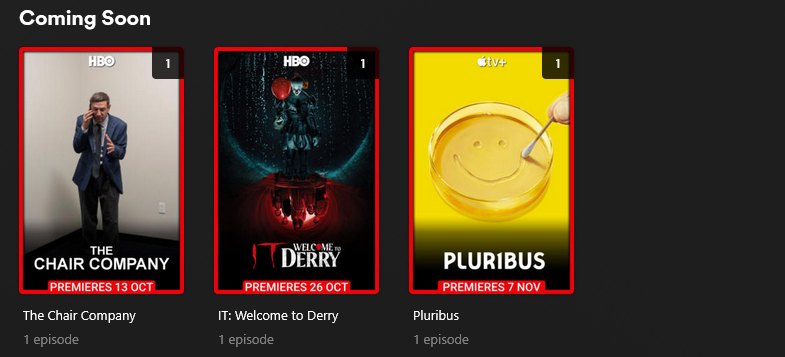 Coming Soon
HBO
1
THE
CHAIR COMPANY
PREMIERES 13 OCT
The Chair Company
1 episode
HBO
1
IT WELCOME TO
DERRY
PREMIERES 26 OCT
IT: Welcome to Derry
1 episode
tv+
1
PLUR1BUS
PREMIERES 7 NOV
Pluribus
1 episode